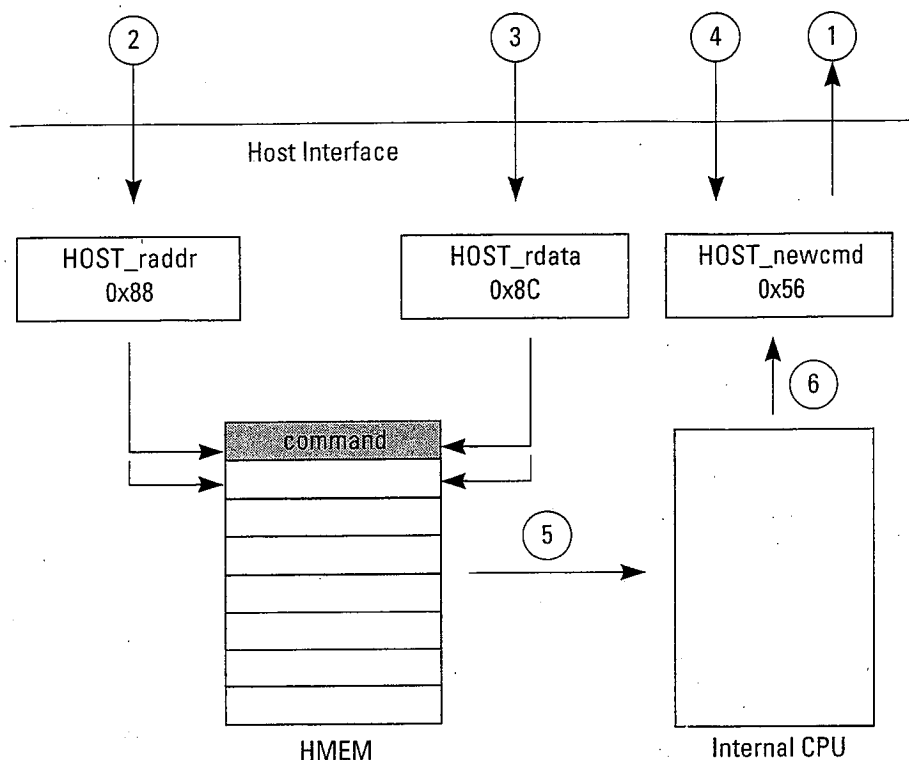 2
3
4
1
Host Interface
HOST_raddr
0x88
HOST_rdata
0x8C
HOST_newcmd
0x56
6
command
5
HMEM
Internal CPU